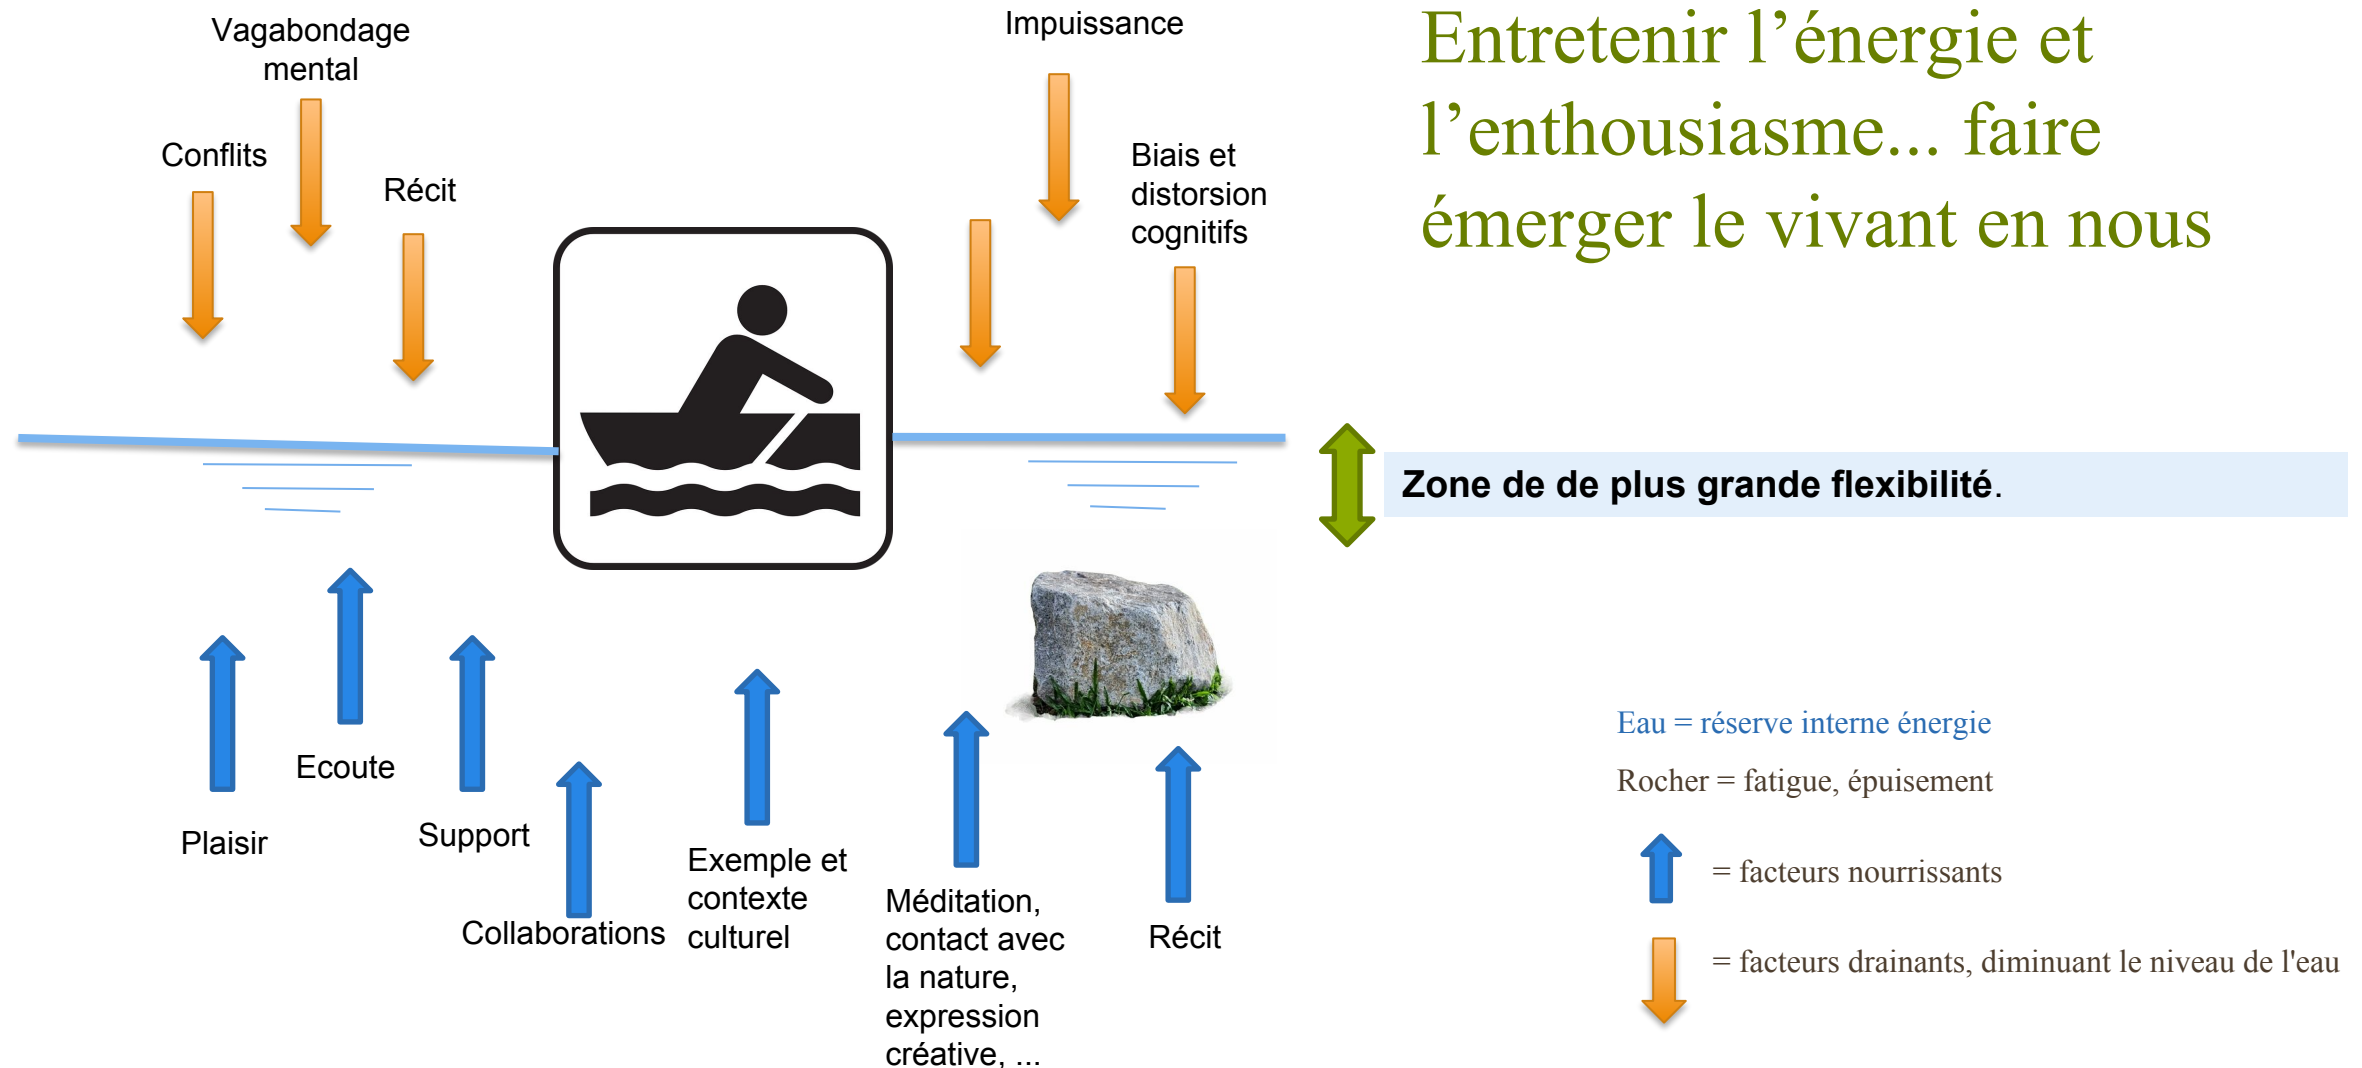 Entretenir l’énergie et
l’enthousiasme... faire
émerger le vivant en nous
Vagabondage
mental
Conflits
Récit
Impuissance
Biais et
distorsion
cognitifs
Zone de de plus grande flexibilité.
Plaisir
Ecoute
Support
Collaborations
Exemple et
contexte
culturel
Méditation,
contact avec
la nature,
expression
créative, ...
Récit
Eau = réserve interne énergie
Rocher = fatigue, épuisement
= facteurs nourrissants
= facteurs drainants, diminuant le niveau de l'eau